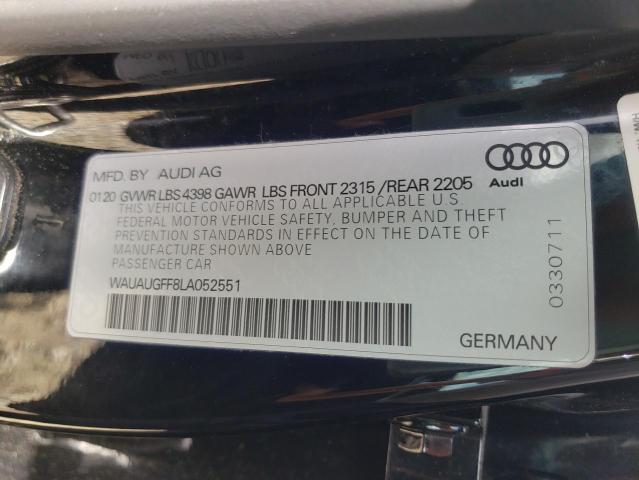 MFD. BY AUDI AG
0120 GVWR LBS 4398 GAWR LBS FRONT 2315 /REAR 2205
THIS VEHICLE CONFORMS TO ALL APPLICABLE U.S.
FEDERAL MOTOR VEHICLE SAFETY, BUMPER AND THEFT
PREVENTION STANDARDS IN EFFECT ON THE DATE OF
MANUFACTURE SHOWN ABOVE
PASSENGER CAR
WAUAUGFF8LA052551
Audi
0330711
GERMANY